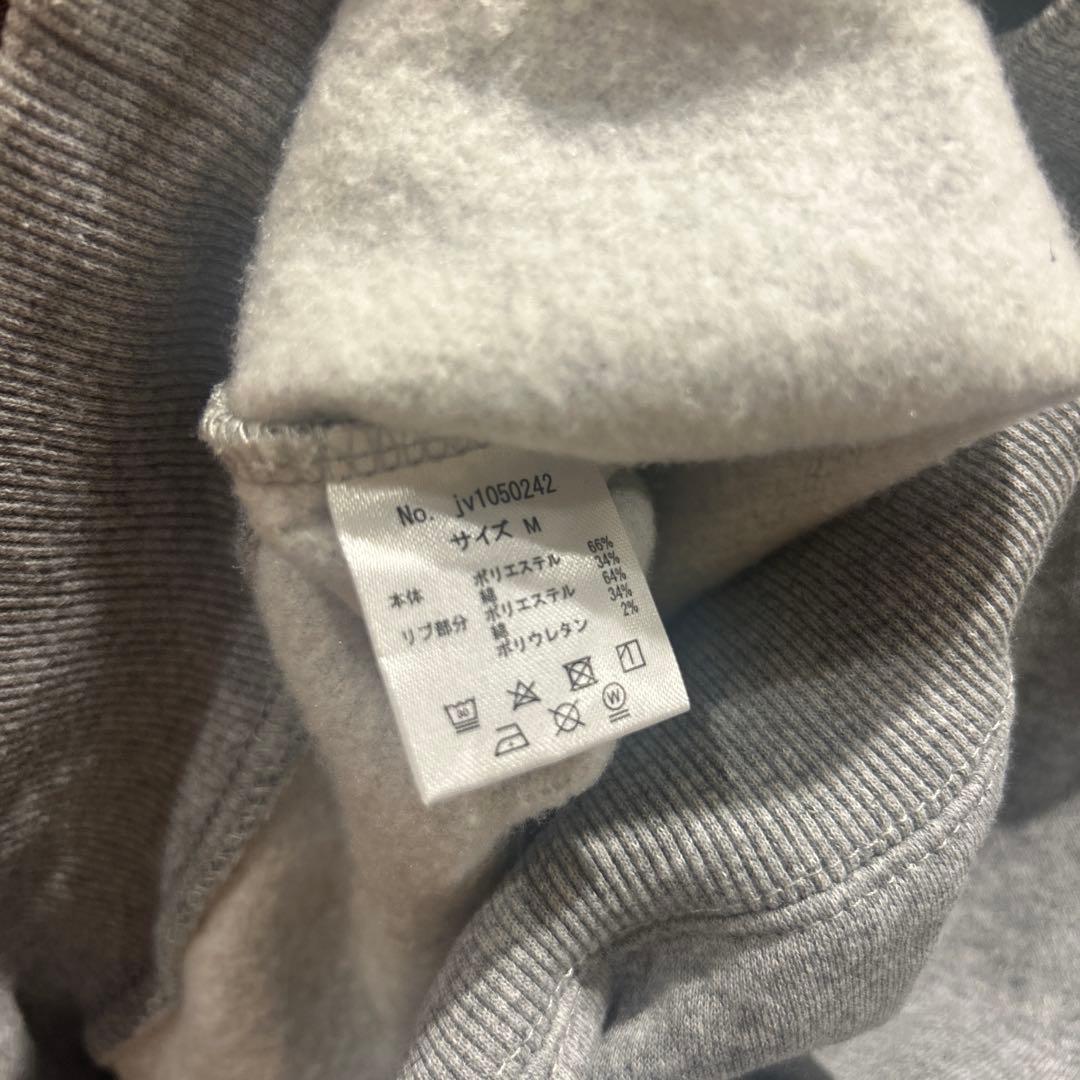 No. jv1050242
サイズ M
本体 ポリエステル 66%
綿 34%
リブ部分 ポリエステル 64%
綿 34%
ポリウレタン 2%
W